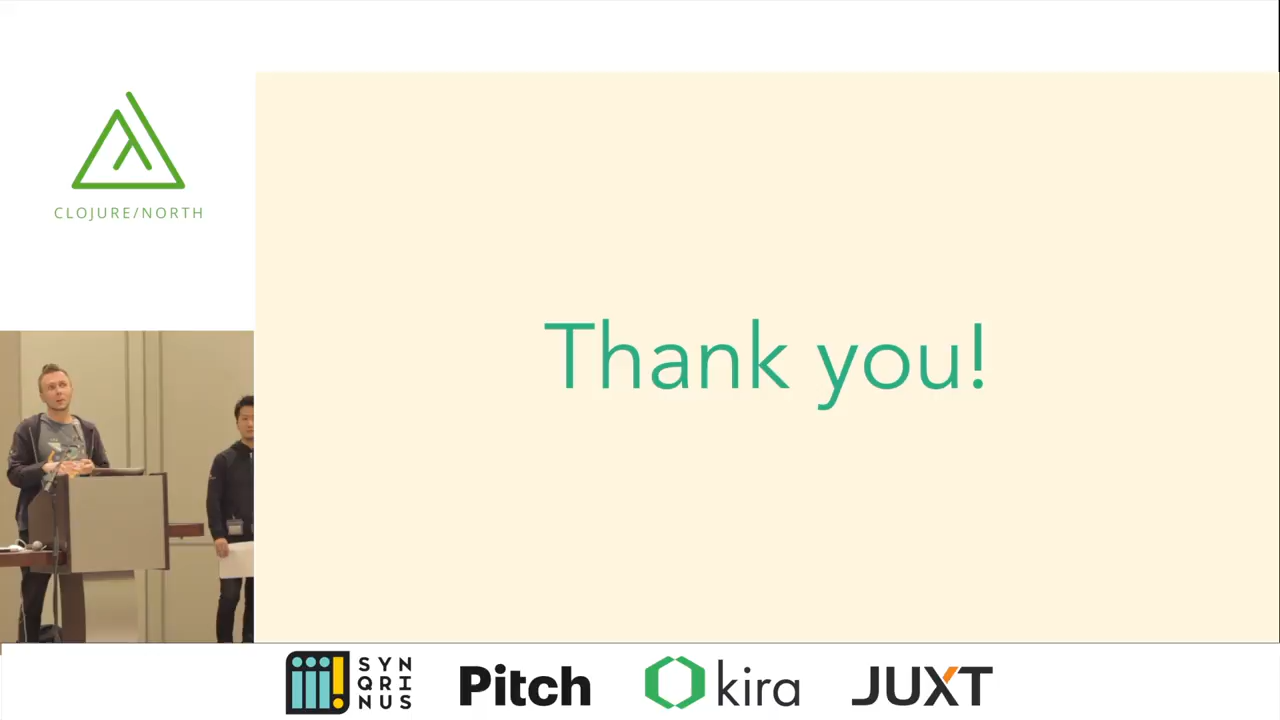 CLOJURE/NORTH
Thank you!
SYN
QRI
NUS
Pitch
kira
JUXT